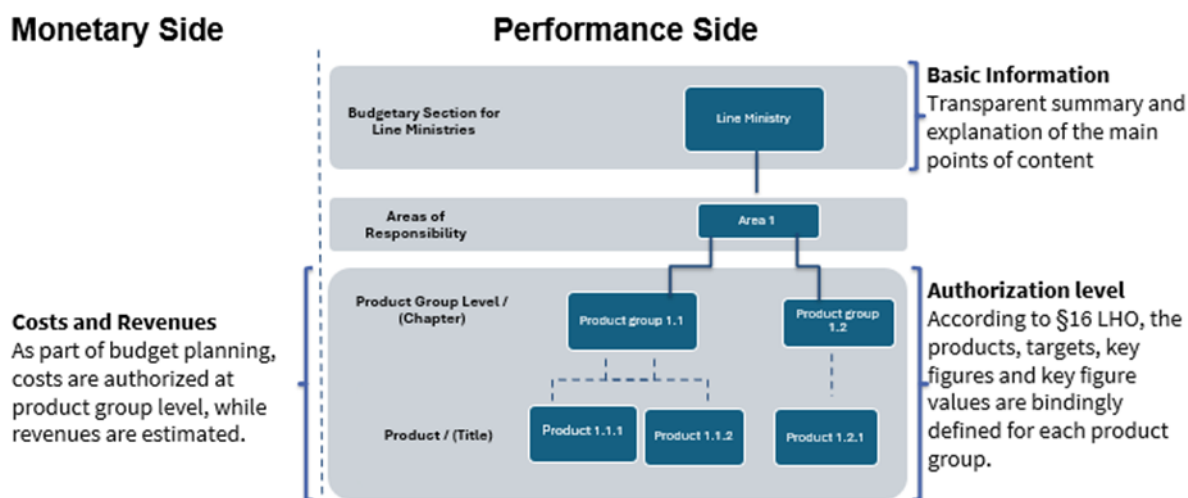 Monetary Side
Performance Side
Budgetary Section for
Line Ministries
Line Ministry
Basic Information
Transparent summary and
explanation of the main
points of content
Areas of
Responsibility
Area 1
Costs and Revenues
As part of budget planning,
costs are authorized at
product group level, while
revenues are estimated.
Product Group Level /
(Chapter)
Product group 1.1
Product group
1.2
Product / (Title)
Product 1.1.1
Product 1.1.2
Product 1.2.1
Authorization level
According to §16 LHO, the
products, targets, key
figures and key figure
values are bindingly
defined for each product
group.